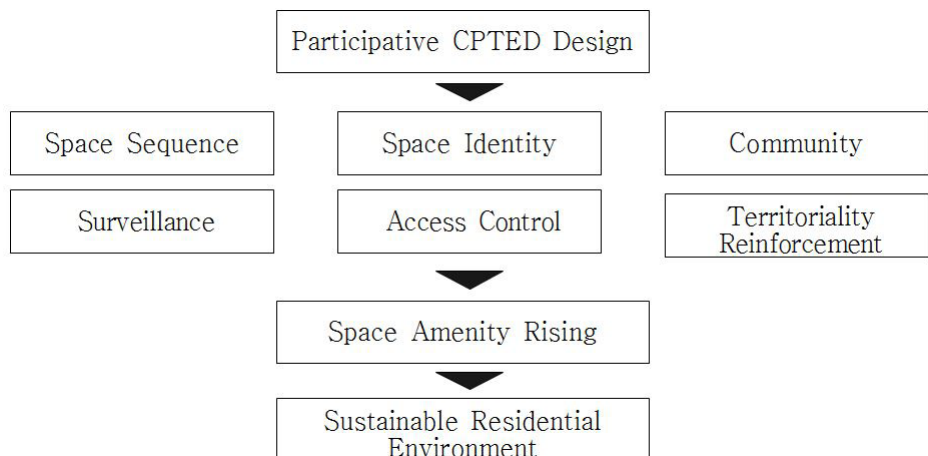 Participative CPTED Design
Space Sequence
Space Identity
Community
Surveillance
Access Control
Territoriality
Reinforcement
Space Amenity Rising
Sustainable Residential
Environment